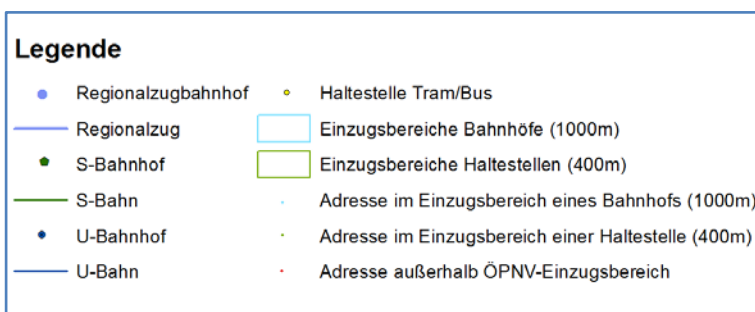 Legende
Regionalzugbahnhof
Haltestelle Tram/Bus
Regionalzug
Einzugsbereiche Bahnhöfe (1000m)
S-Bahnhof
Einzugsbereiche Haltestellen (400m)
S-Bahn
Adresse im Einzugsbereich eines Bahnhofs (1000m)
U-Bahnhof
Adresse im Einzugsbereich einer Haltestelle (400m)
U-Bahn
Adresse außerhalb ÖPNV-Einzugsbereich